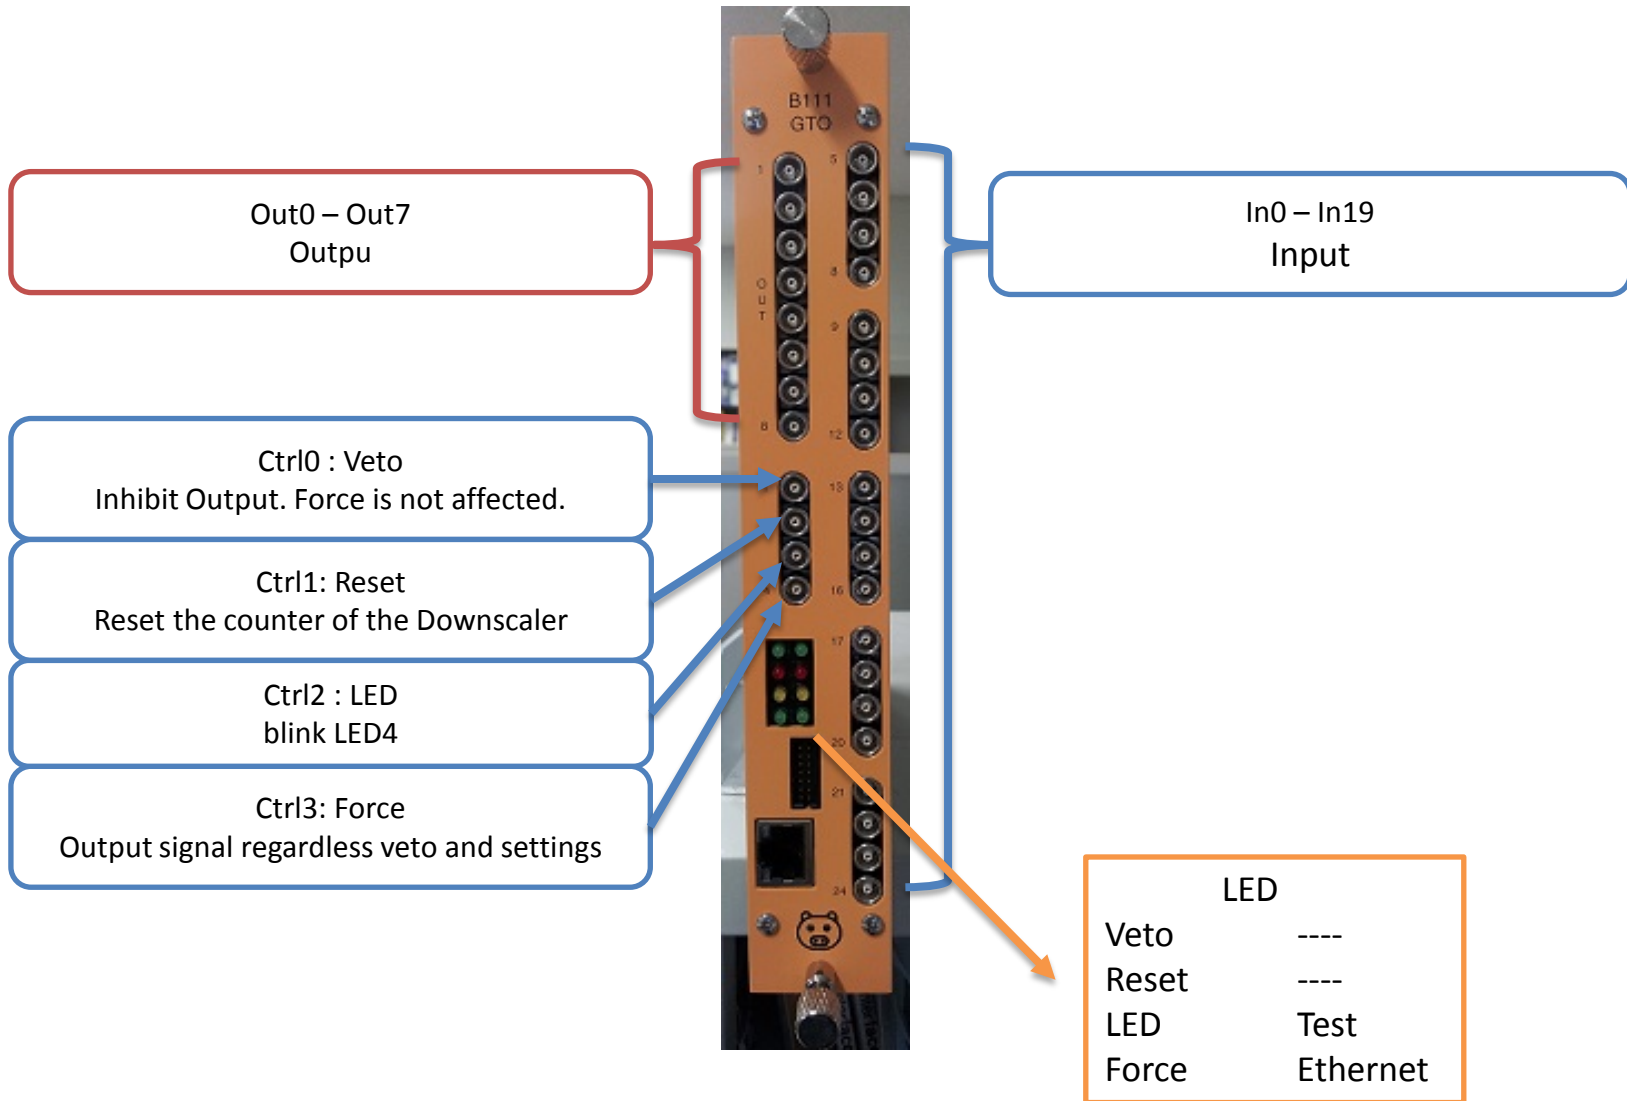 B111
GTO
1
5
Out0 – Out7
Outpu
In0 – In19
Input
8
O
U
T
9
8
12
Ctrl0 : Veto
Inhibit Output. Force is not affected.
13
Ctrl1: Reset
Reset the counter of the Downscaler
4
16
17
Ctrl2 : LED
blink LED4
20
21
Ctrl3: Force
Output signal regardless veto and settings
24
LED
Veto ----
Reset ----
LED Test
Force Ethernet